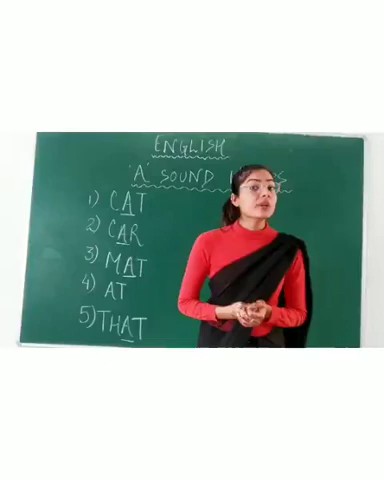 ENGLISH
'A' SOUND
1) CAT
2) CAR
3) MAT
4) AT
5) THAT